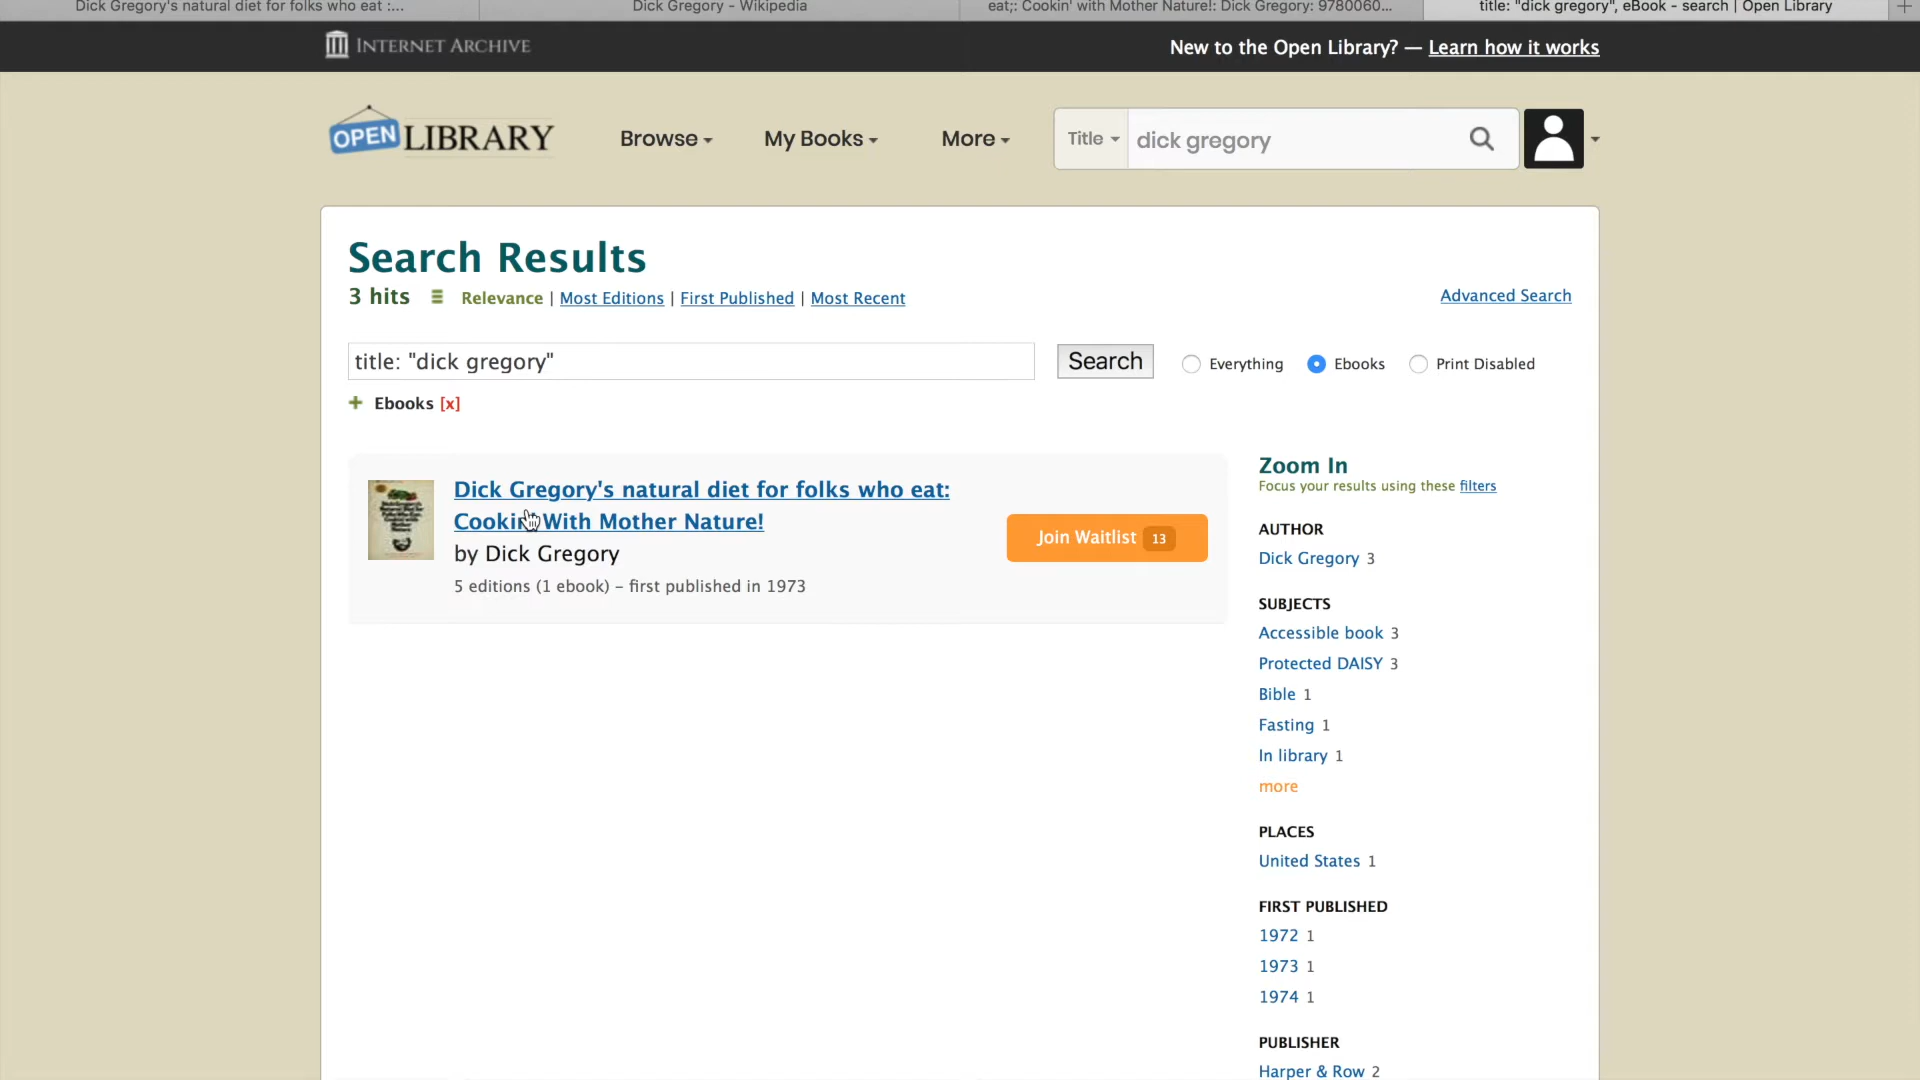 Dick Gregory's natural diet for folks who eat :...
Dick Gregory - Wikipedia
eat;: Cookin' with Mother Nature!: Dick Gregory: 9780060...
title: "dick gregory", eBook - search | Open Library
INTERNET ARCHIVE
New to the Open Library? — Learn how it works
OPEN LIBRARY
Browse
My Books
More
Title
dick gregory
Search Results
3 hits
Relevance | Most Editions | First Published | Most Recent
Advanced Search
title: "dick gregory"
Search
Everything
Ebooks
Print Disabled
+ Ebooks [x]
Dick Gregory's natural diet for folks who eat:
Cookin' With Mother Nature!
by Dick Gregory
5 editions (1 ebook) – first published in 1973
Join Waitlist 13
Zoom In
Focus your results using these filters
AUTHOR
Dick Gregory 3
SUBJECTS
Accessible book 3
Protected DAISY 3
Bible 1
Fasting 1
In library 1
more
PLACES
United States 1
FIRST PUBLISHED
1972 1
1973 1
1974 1
PUBLISHER
Harper & Row 2